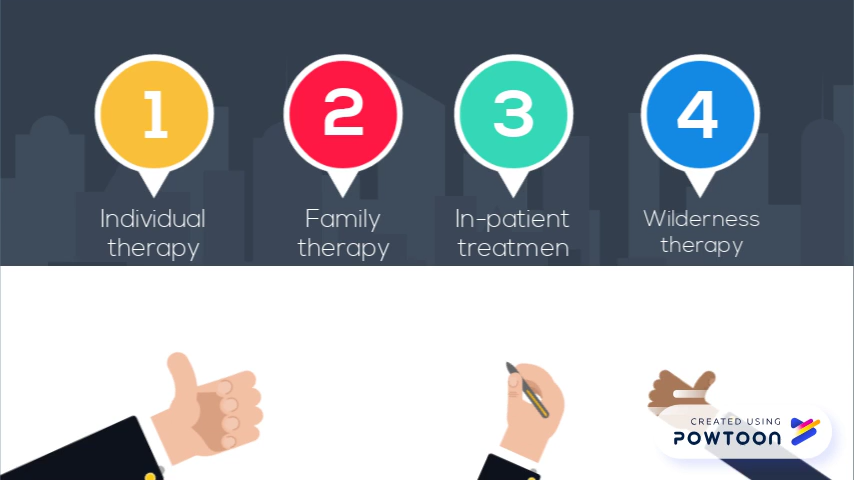 1
2
3
4
Individual
therapy
Family
therapy
In-patient
treatmen
Wilderness
therapy
CREATED USING
POWTOON